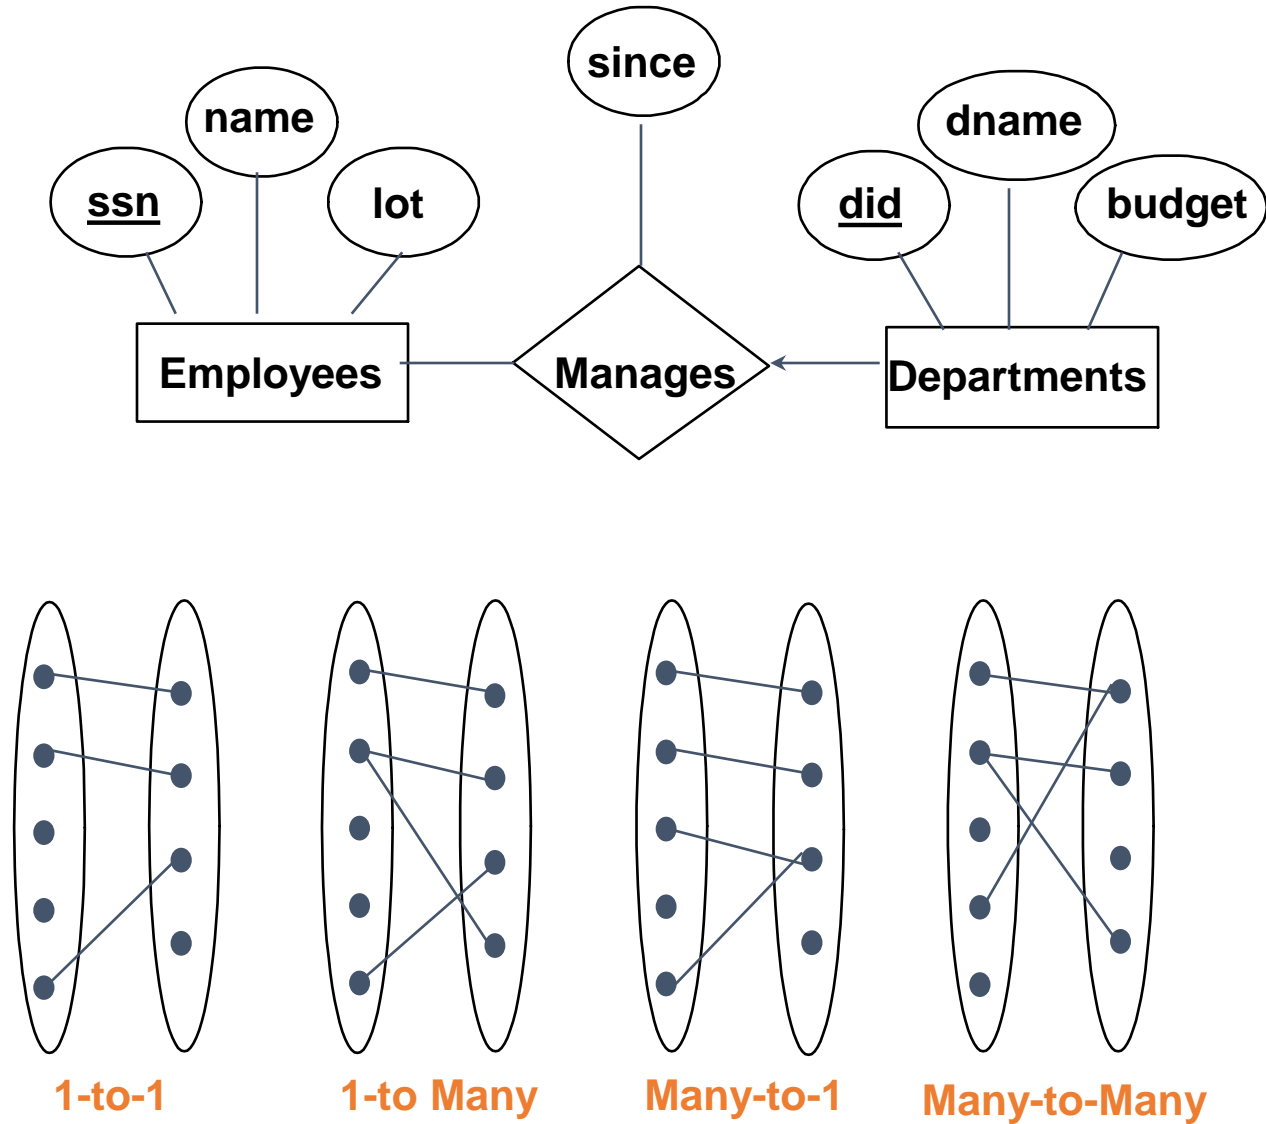 since
name
dname
ssn
lot
did
budget
Employees
Manages
Departments
1-to-1
1-to Many
Many-to-1
Many-to-Many